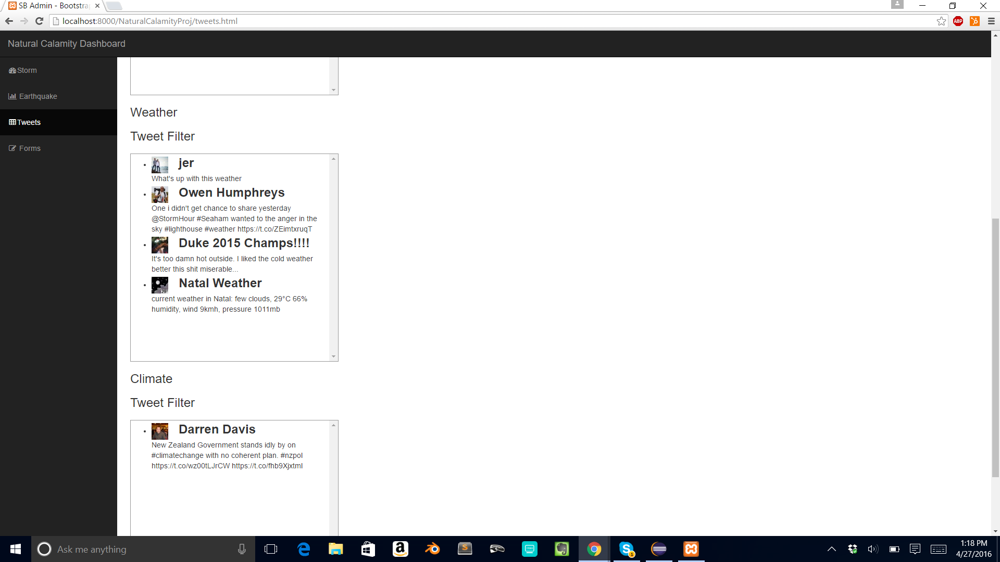 SB Admin - Bootstra
localhost:8000/NaturalCalamityProj/tweets.html
ABP
Natural Calamity Dashboard
Storm
Earthquake
Tweets
Forms
Weather
Tweet Filter
jer
What's up with this weather
Owen Humphreys
One i didn't get chance to share yesterday
@StormHour #Seaham wanted to the anger in the
sky #lighthouse #weather https://t.co/ZEimtxruqT
Duke 2015 Champs!!!!
It's too damn hot outside. I liked the cold weather
better this shit miserable...
29°
Natal Weather
current weather in Natal: few clouds, 29°C 66%
humidity, wind 9kmh, pressure 1011mb
Climate
Tweet Filter
Darren Davis
New Zealand Government stands idly by on
#climatechange with no coherent plan. #nzpol
https://t.co/wz00tLJrCW https://t.co/fhb9XjxtmI
Ask me anything
1
1:18 PM
4/27/2016